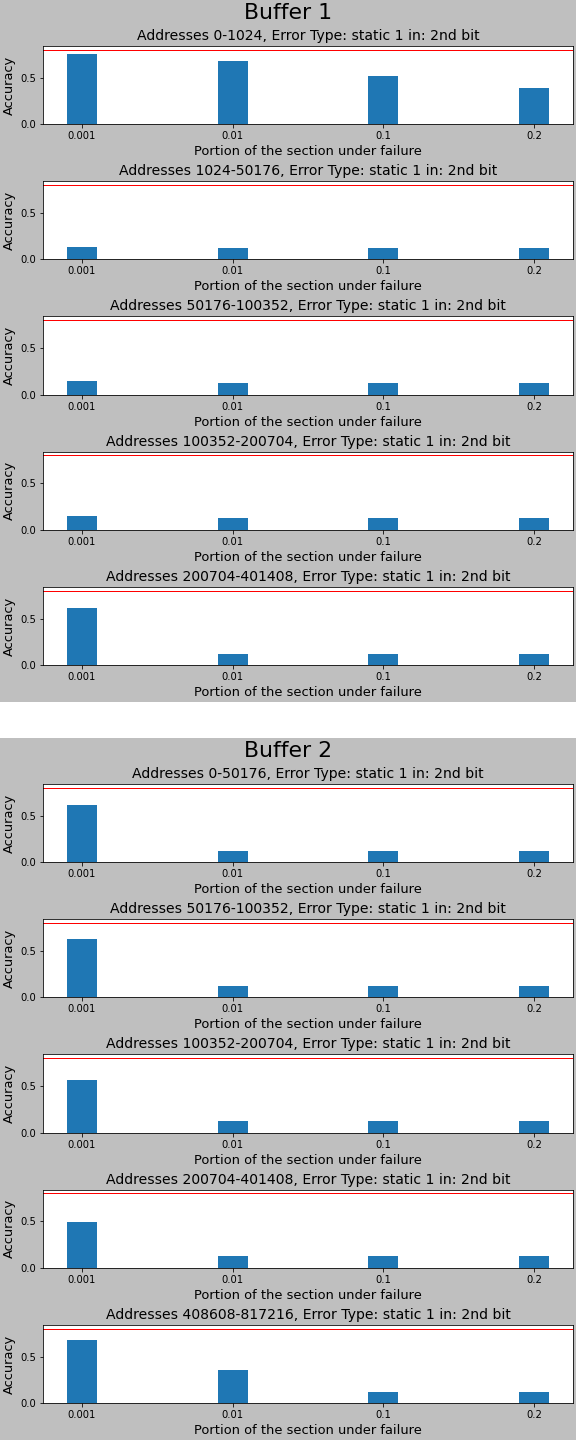 Buffer 1
Addresses 0-1024, Error Type: static 1 in: 2nd bit
Accuracy
0.5
0.0
0.001 0.01 0.1 0.2
Portion of the section under failure
Addresses 1024-50176, Error Type: static 1 in: 2nd bit
Accuracy
0.5
0.0
0.001 0.01 0.1 0.2
Portion of the section under failure
Addresses 50176-100352, Error Type: static 1 in: 2nd bit
Accuracy
0.5
0.0
0.001 0.01 0.1 0.2
Portion of the section under failure
Addresses 100352-200704, Error Type: static 1 in: 2nd bit
Accuracy
0.5
0.0
0.001 0.01 0.1 0.2
Portion of the section under failure
Addresses 200704-401408, Error Type: static 1 in: 2nd bit
Accuracy
0.5
0.0
0.001 0.01 0.1 0.2
Portion of the section under failure
Buffer 2
Addresses 0-50176, Error Type: static 1 in: 2nd bit
Accuracy
0.5
0.0
0.001 0.01 0.1 0.2
Portion of the section under failure
Addresses 50176-100352, Error Type: static 1 in: 2nd bit
Accuracy
0.5
0.0
0.001 0.01 0.1 0.2
Portion of the section under failure
Addresses 100352-200704, Error Type: static 1 in: 2nd bit
Accuracy
0.5
0.0
0.001 0.01 0.1 0.2
Portion of the section under failure
Addresses 200704-401408, Error Type: static 1 in: 2nd bit
Accuracy
0.5
0.0
0.001 0.01 0.1 0.2
Portion of the section under failure
Addresses 408608-817216, Error Type: static 1 in: 2nd bit
Accuracy
0.5
0.0
0.001 0.01 0.1 0.2
Portion of the section under failure